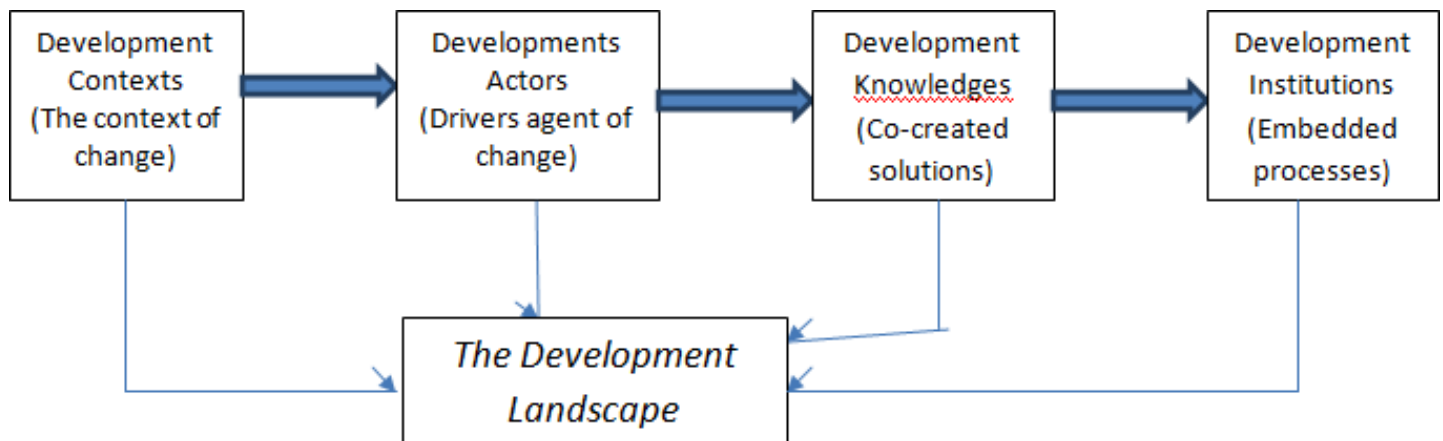 Development
Contexts
(The context of
change)
Developments
Actors
(Drivers agent of
change)
Development
Knowledges
(Co-created
solutions)
Development
Institutions
(Embedded
processes)
The Development
Landscape